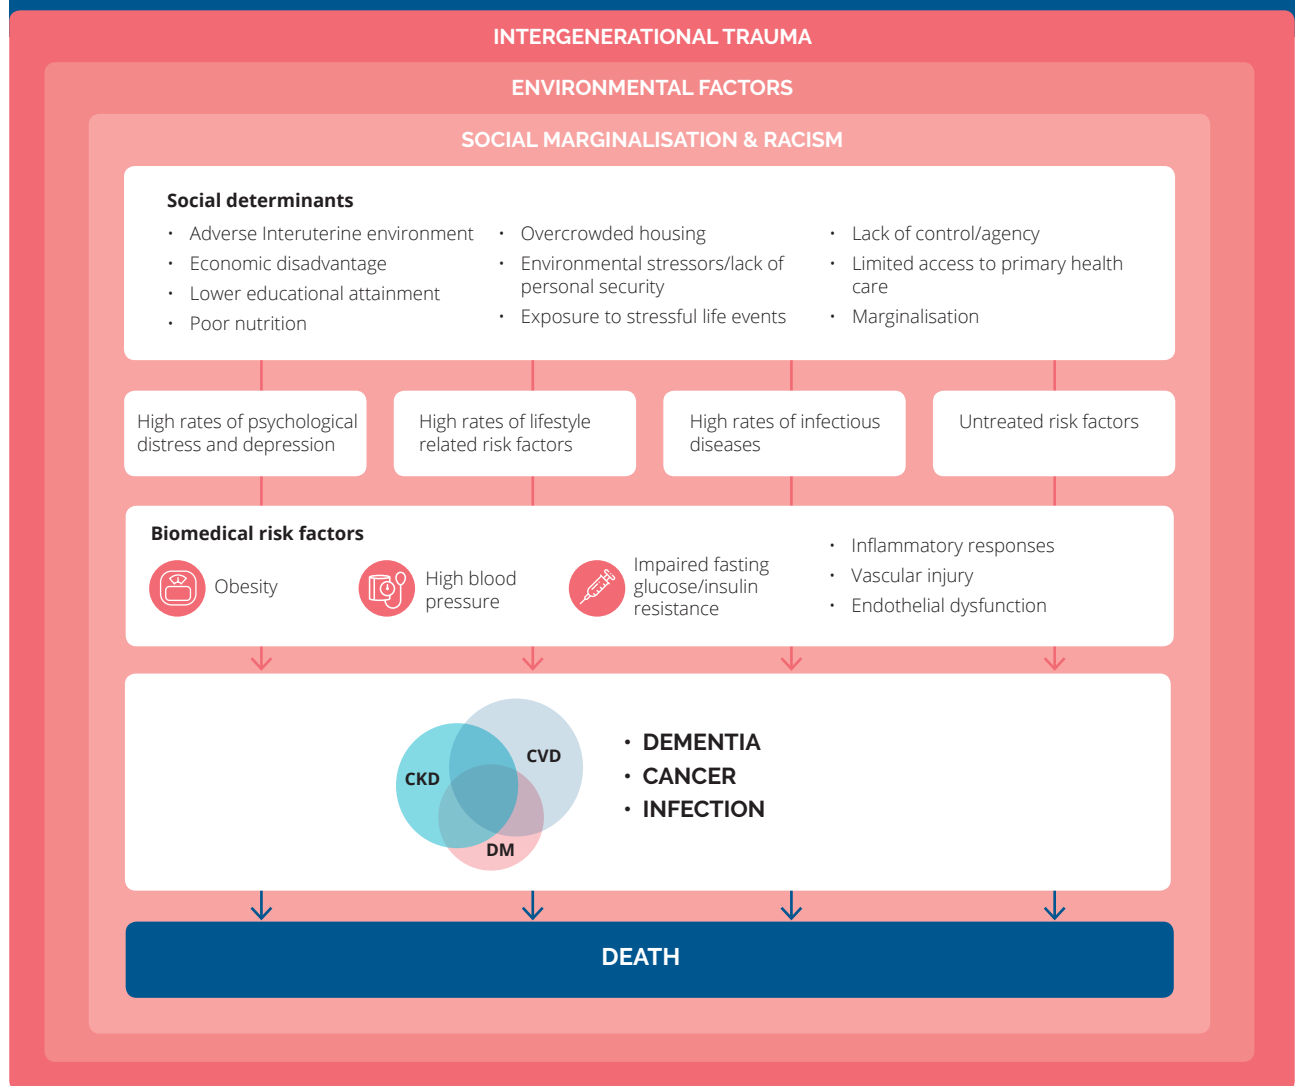 INTERGENERATIONAL TRAUMA
ENVIRONMENTAL FACTORS
SOCIAL MARGINALISATION & RACISM
Social determinants
• Adverse Interuterine environment
• Economic disadvantage
• Lower educational attainment
• Poor nutrition
• Overcrowded housing
• Environmental stressors/lack of
personal security
• Exposure to stressful life events
• Lack of control/agency
• Limited access to primary health
care
• Marginalisation
High rates of psychological
distress and depression
High rates of lifestyle
related risk factors
High rates of infectious
diseases
Untreated risk factors
Biomedical risk factors
Obesity
High blood
pressure
Impaired fasting
glucose/insulin
resistance
• Inflammatory responses
• Vascular injury
• Endothelial dysfunction
CKD
CVD
DM
• DEMENTIA
• CANCER
• INFECTION
DEATH